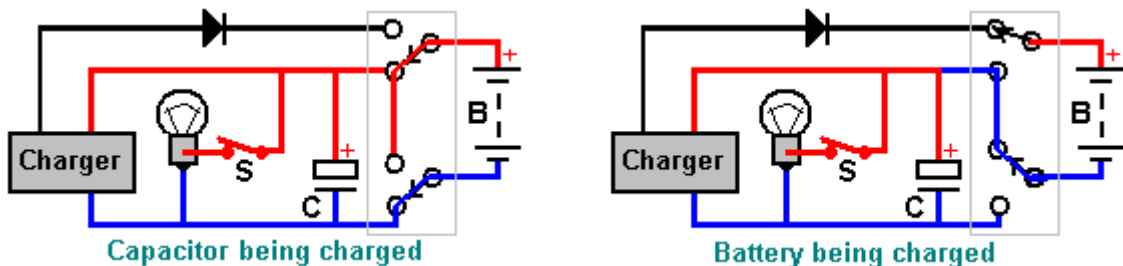 +
B
Charger
S
+
C
Capacitor being charged
+
B
Charger
S
+
C
Battery being charged